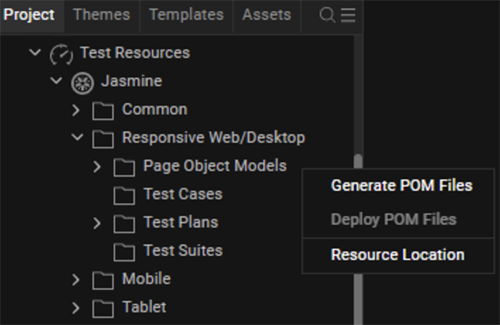 Project Themes Templates Assets
Test Resources
Jasmine
Common
Responsive Web/Desktop
Page Object Models
Test Cases
Test Plans
Test Suites
Mobile
Tablet
Generate POM Files
Deploy POM Files
Resource Location